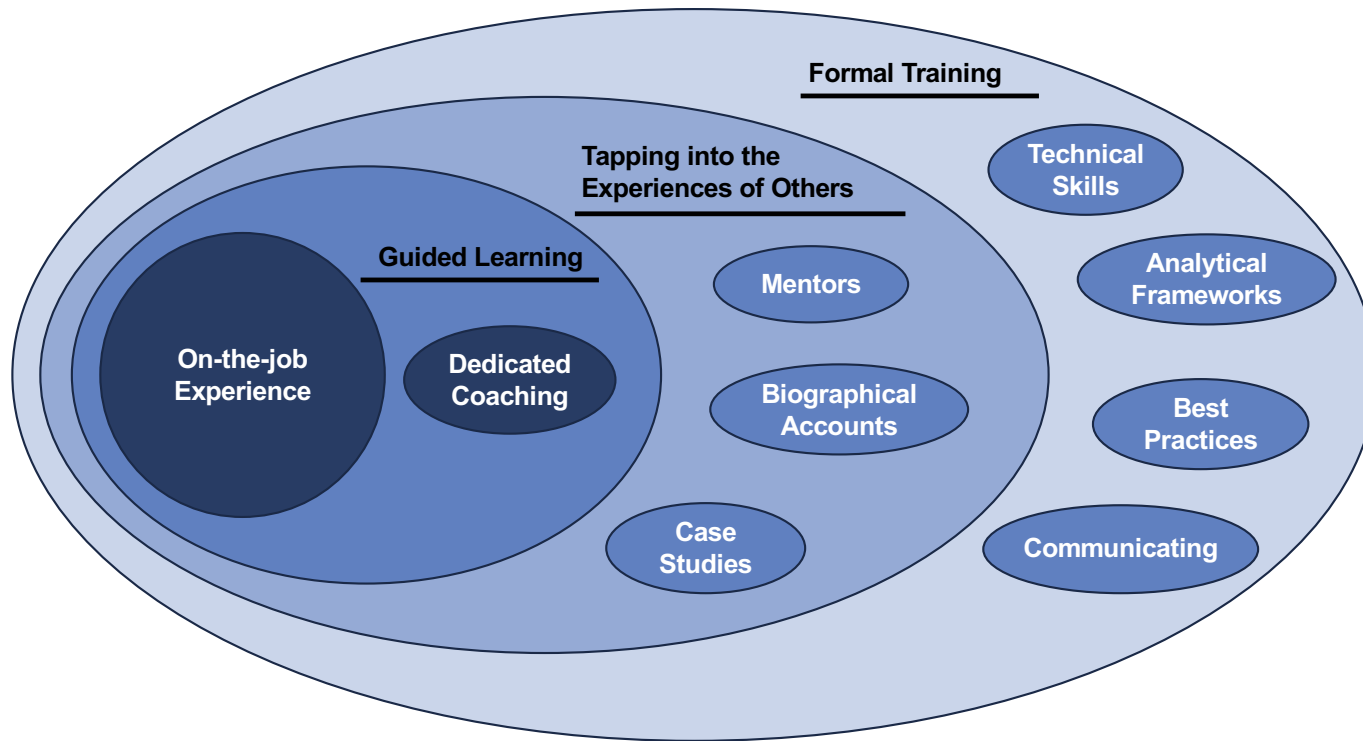 Formal Training
Technical
Skills
Analytical
Frameworks
Best
Practices
Communicating
Tapping into the
Experiences of Others
Mentors
Biographical
Accounts
Case
Studies
Guided Learning
Dedicated
Coaching
On-the-job
Experience